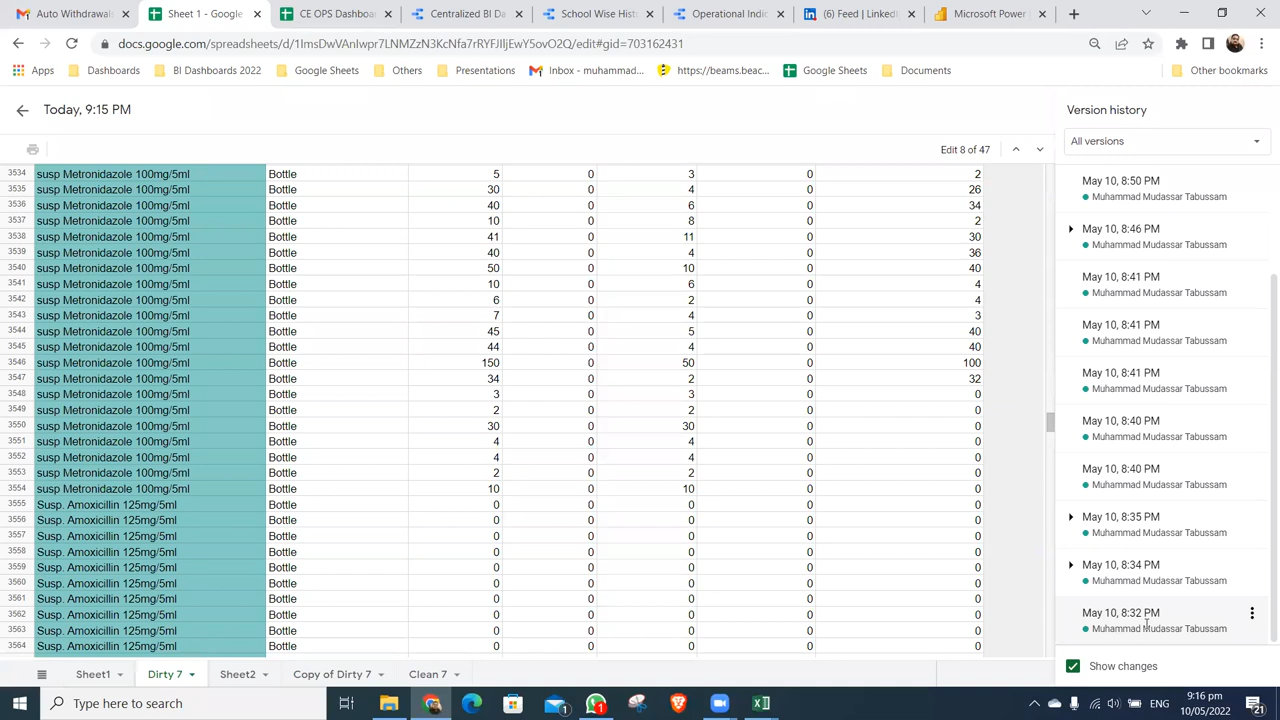 Auto Withdrawals
Sheet 1 - Google
CE OPS Dashboar
Centralized BI Da
School Wise Hist
Operational Indic
(6) Feed | LinkedI
Microsoft Power
docs.google.com/spreadsheets/d/1ImsDwVAnIwpr7LNMZzN3KcNfa7rRYFJIljEwY5woO2Q/edit#gid=703162431
Apps
Dashboards
BI Dashboards 2022
Google Sheets
Others
Presentations
Inbox - muhammad...
https://beams.beac...
Google Sheets
Documents
Other bookmarks
Today, 9:15 PM
Edit 8 of 47
3534 susp Metronidazole 100mg/5ml Bottle 5 0 3 0 2
3535 susp Metronidazole 100mg/5ml Bottle 30 0 4 0 26
3536 susp Metronidazole 100mg/5ml Bottle 40 0 6 0 34
3537 susp Metronidazole 100mg/5ml Bottle 10 0 8 0 2
3538 susp Metronidazole 100mg/5ml Bottle 41 0 11 0 30
3539 susp Metronidazole 100mg/5ml Bottle 40 0 4 0 36
3540 susp Metronidazole 100mg/5ml Bottle 50 0 10 0 40
3541 susp Metronidazole 100mg/5ml Bottle 10 0 6 0 4
3542 susp Metronidazole 100mg/5ml Bottle 6 0 2 0 4
3543 susp Metronidazole 100mg/5ml Bottle 7 0 4 0 3
3544 susp Metronidazole 100mg/5ml Bottle 45 0 5 0 40
3545 susp Metronidazole 100mg/5ml Bottle 44 0 4 0 40
3546 susp Metronidazole 100mg/5ml Bottle 150 0 50 0 100
3547 susp Metronidazole 100mg/5ml Bottle 34 0 2 0 32
3548 susp Metronidazole 100mg/5ml Bottle 3 0 3 0 0
3549 susp Metronidazole 100mg/5ml Bottle 2 0 2 0 0
3550 susp Metronidazole 100mg/5ml Bottle 30 0 30 0 0
3551 susp Metronidazole 100mg/5ml Bottle 4 0 4 0 0
3552 susp Metronidazole 100mg/5ml Bottle 4 0 4 0 0
3553 susp Metronidazole 100mg/5ml Bottle 2 0 2 0 0
3554 susp Metronidazole 100mg/5ml Bottle 10 0 10 0 0
3555 Susp. Amoxicillin 125mg/5ml Bottle 0 0 0 0 0
3556 Susp. Amoxicillin 125mg/5ml Bottle 0 0 0 0 0
3557 Susp. Amoxicillin 125mg/5ml Bottle 0 0 0 0 0
3558 Susp. Amoxicillin 125mg/5ml Bottle 0 0 0 0 0
3559 Susp. Amoxicillin 125mg/5ml Bottle 0 0 0 0 0
3560 Susp. Amoxicillin 125mg/5ml Bottle 0 0 0 0 0
3561 Susp. Amoxicillin 125mg/5ml Bottle 0 0 0 0 0
3562 Susp. Amoxicillin 125mg/5ml Bottle 0 0 0 0 0
3563 Susp. Amoxicillin 125mg/5ml Bottle 0 0 0 0 0
3564 Susp. Amoxicillin 125mg/5ml Bottle 0 0 0 0 0
Version history
All versions
May 10, 8:50 PM
Muhammad Mudassar Tabussam
May 10, 8:46 PM
Muhammad Mudassar Tabussam
May 10, 8:41 PM
Muhammad Mudassar Tabussam
May 10, 8:41 PM
Muhammad Mudassar Tabussam
May 10, 8:41 PM
Muhammad Mudassar Tabussam
May 10, 8:40 PM
Muhammad Mudassar Tabussam
May 10, 8:40 PM
Muhammad Mudassar Tabussam
May 10, 8:35 PM
Muhammad Mudassar Tabussam
May 10, 8:34 PM
Muhammad Mudassar Tabussam
May 10, 8:32 PM
Muhammad Mudassar Tabussam
Show changes
Sheet1
Dirty 7
Sheet2
Copy of Dirty 7
Clean 7
Type here to search
1
1
ENG
9:16 pm
10/05/2022
21